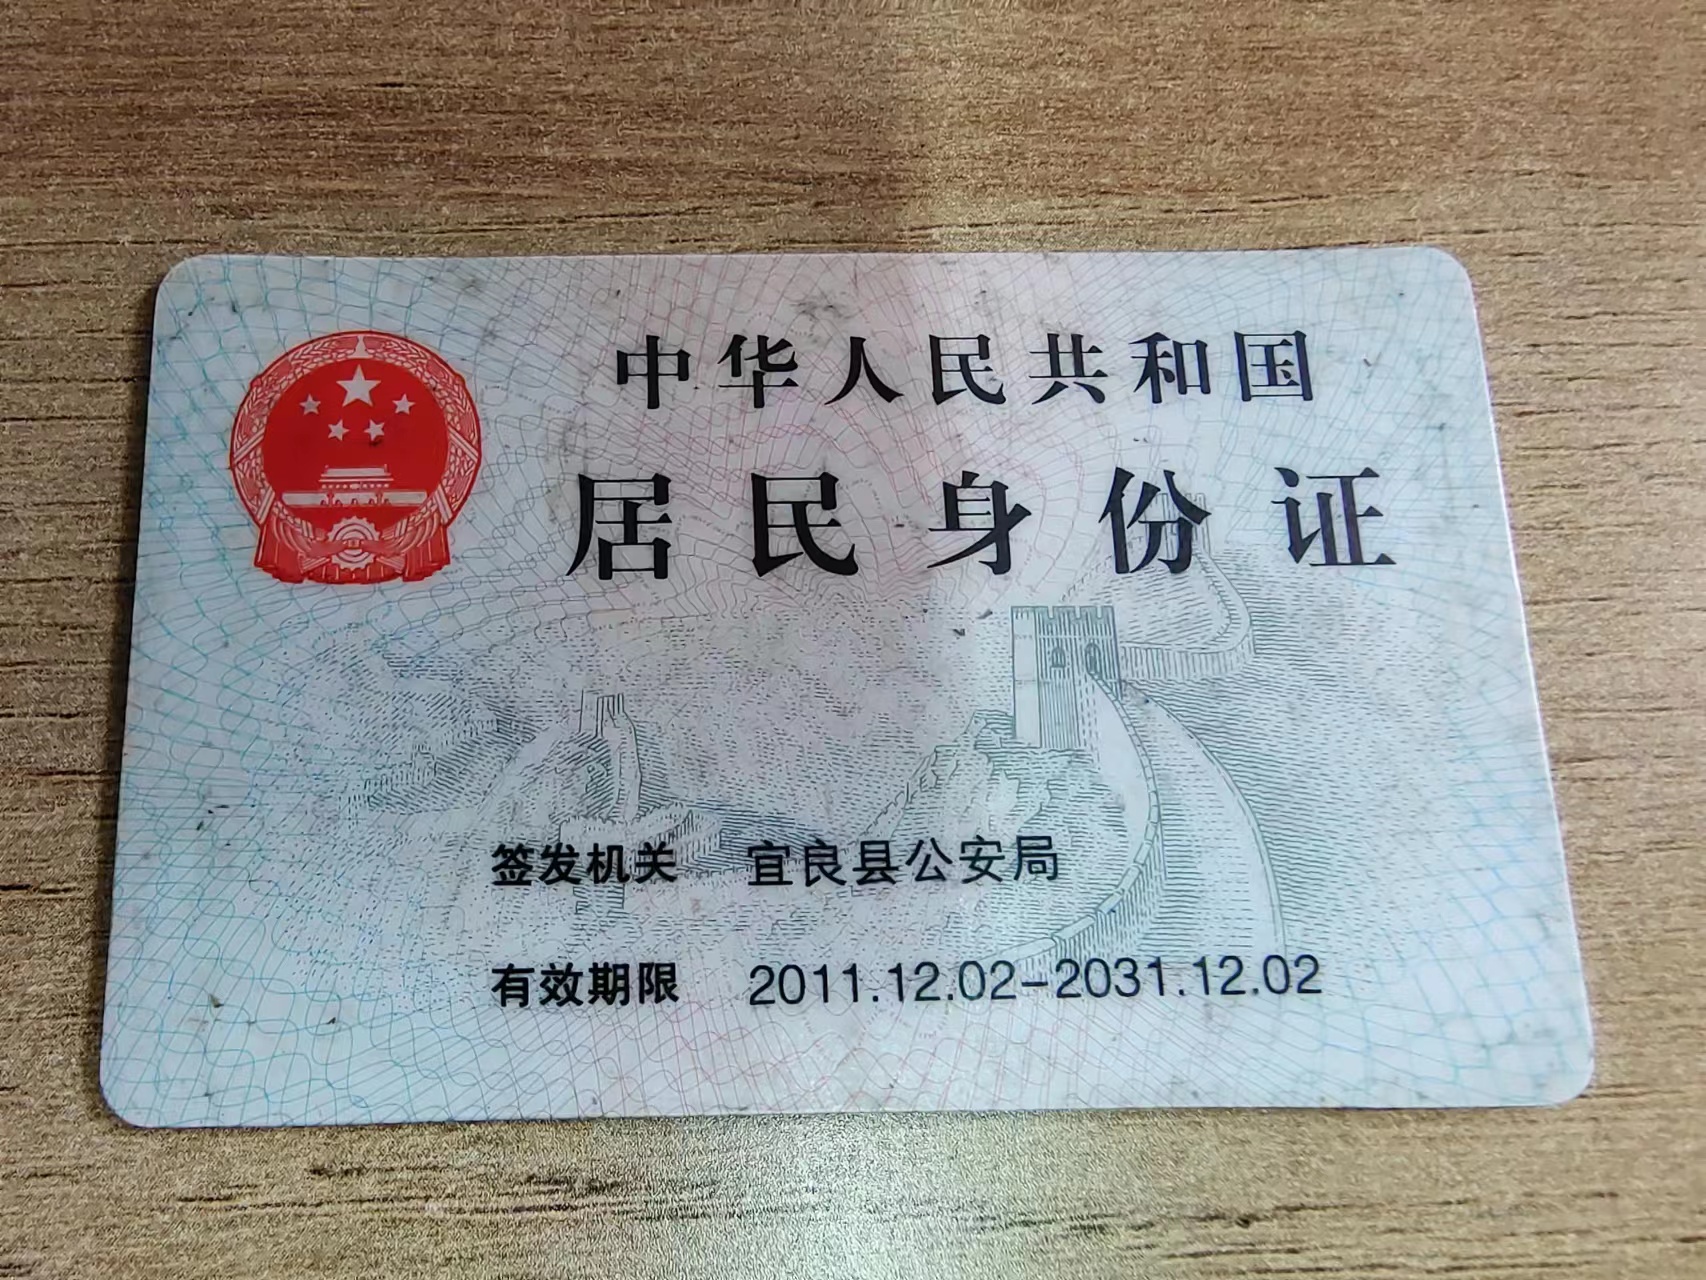 中华人民共和国
居民身份证
签发机关 宜良县公安局
有效期限 2011.12.02-2031.12.02